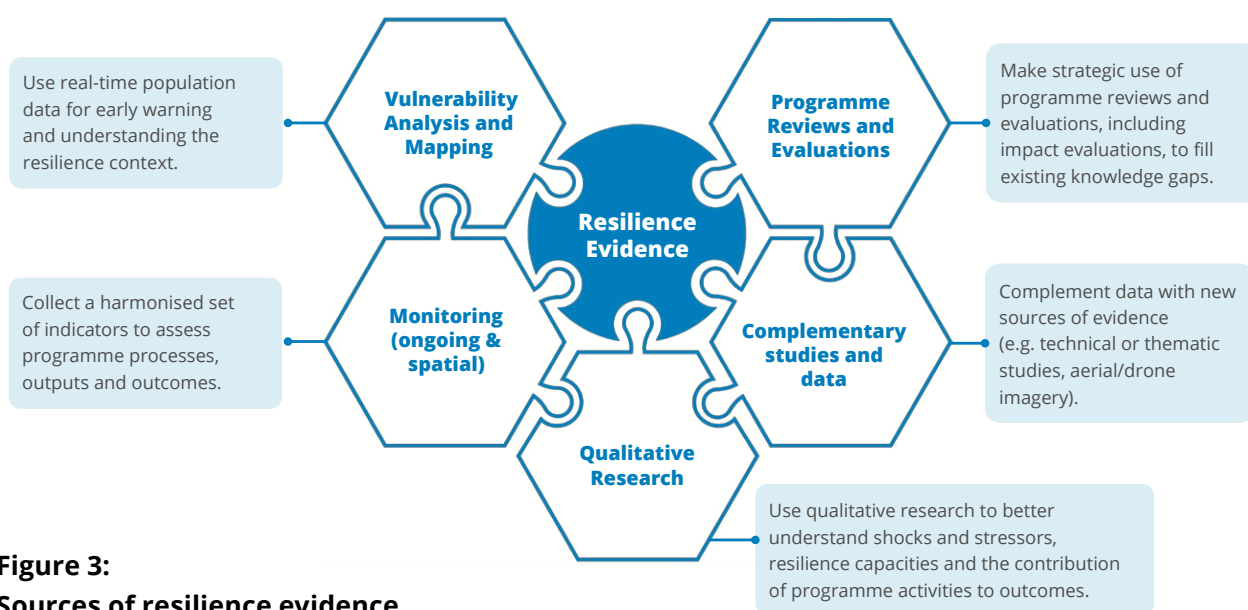 Use real-time population
data for early warning
and understanding the
resilience context.
Vulnerability
Analysis and
Mapping
Programme
Reviews and
Evaluations
Make strategic use of
programme reviews and
evaluations, including
impact evaluations, to fill
existing knowledge gaps.
Resilience
Evidence
Collect a harmonised set
of indicators to assess
programme processes,
outputs and outcomes.
Monitoring
(ongoing &
spatial)
Complementary
studies and
data
Complement data with new
sources of evidence
(e.g. technical or thematic
studies, aerial/drone
imagery).
Qualitative
Research
Use qualitative research to better
understand shocks and stressors,
resilience capacities and the contribution
of programme activities to outcomes.
Figure 3:
Sources of resilience evidence